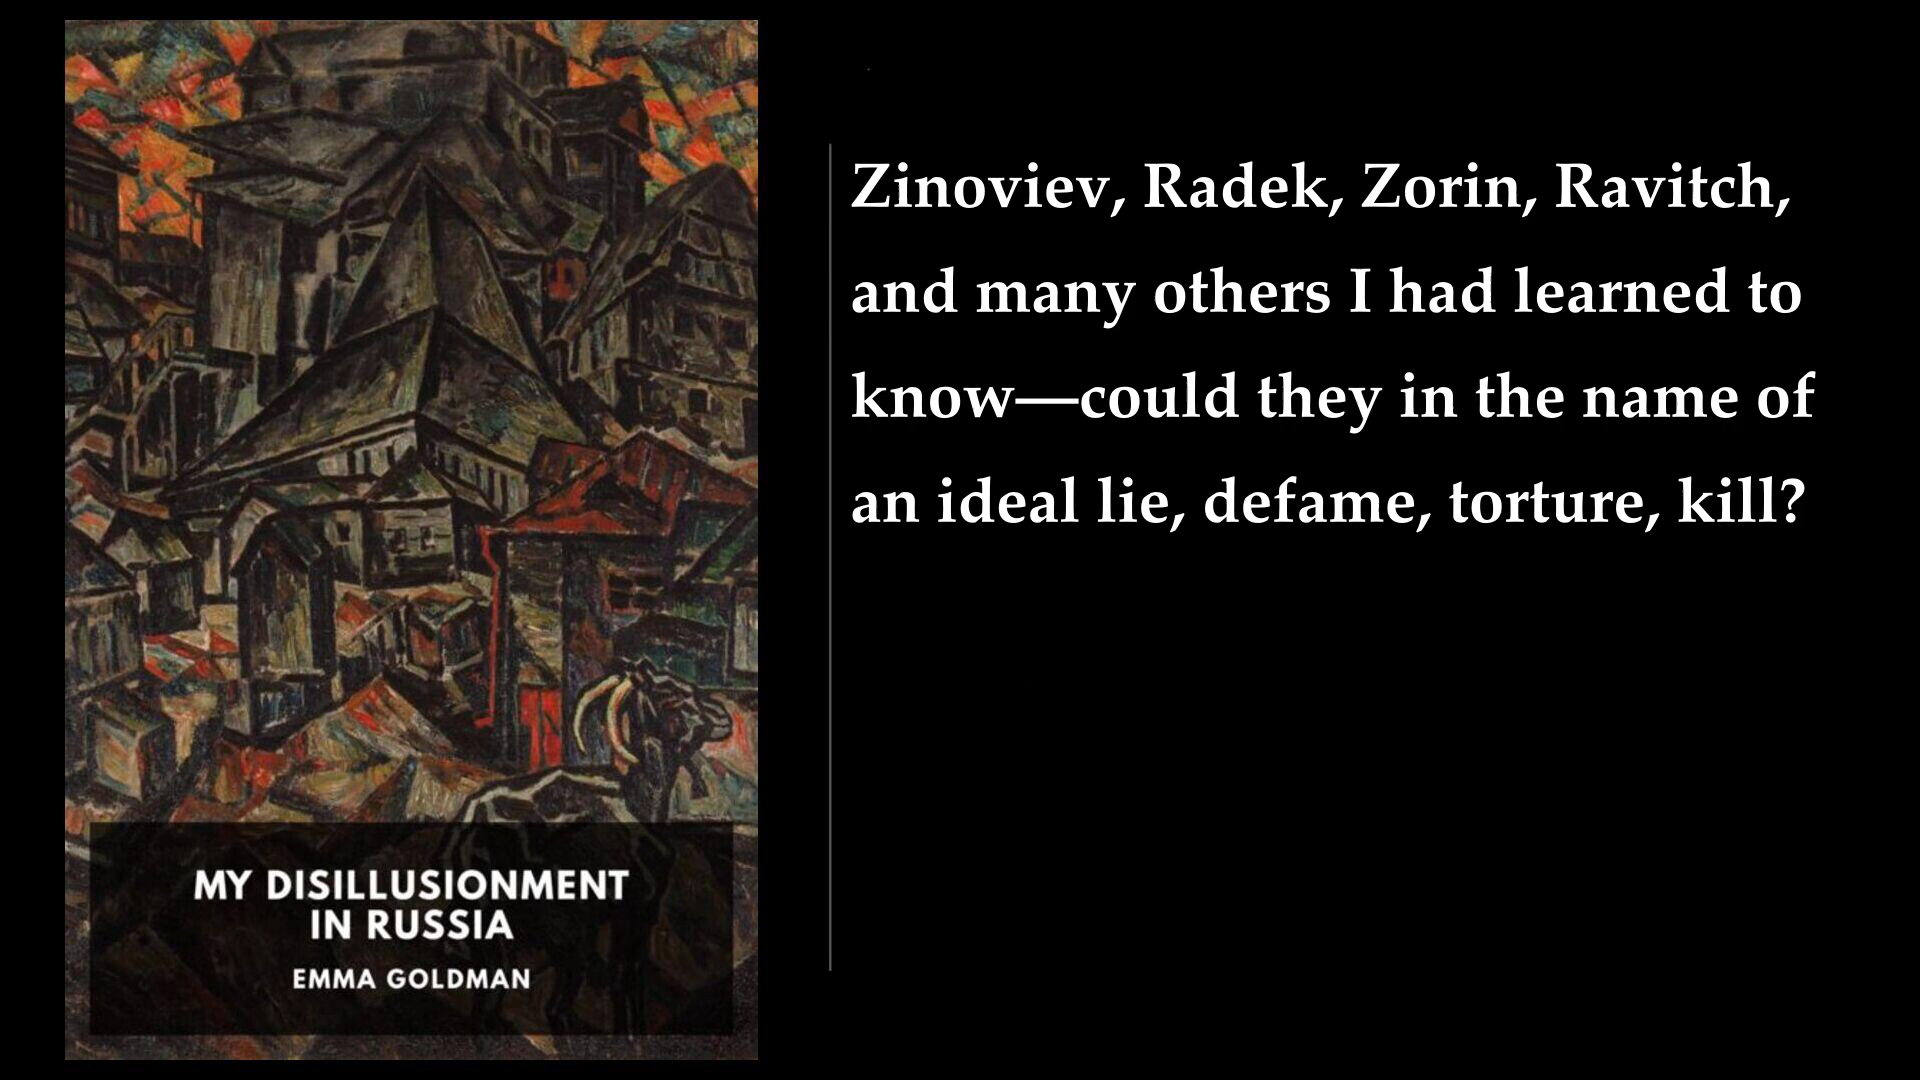 MY DISILLUSIONMENT
IN RUSSIA
EMMA GOLDMAN
Zinoviev, Radek, Zorin, Ravitch,
and many others I had learned to
know—could they in the name of
an ideal lie, defame, torture, kill?